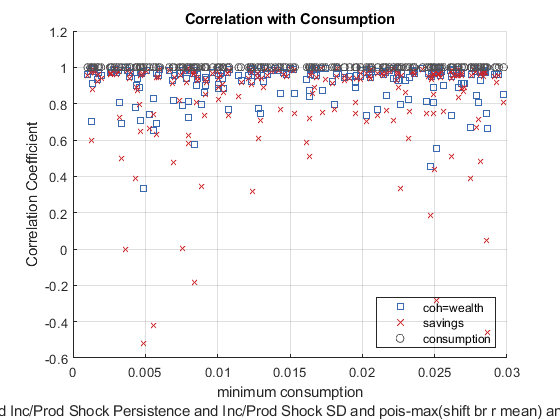 Correlation with Consumption
1.2
1
0.8
0.6
0.4
0.2
0
-0.2
-0.4
-0.6
Correlation Coefficient
coh=wealth
savings
consumption
0 0.005 0.01 0.015 0.02 0.025 0.03
minimum consumption
d Inc/Prod Shock Persistence and Inc/Prod Shock SD and pois-max(shift br r mean) ar